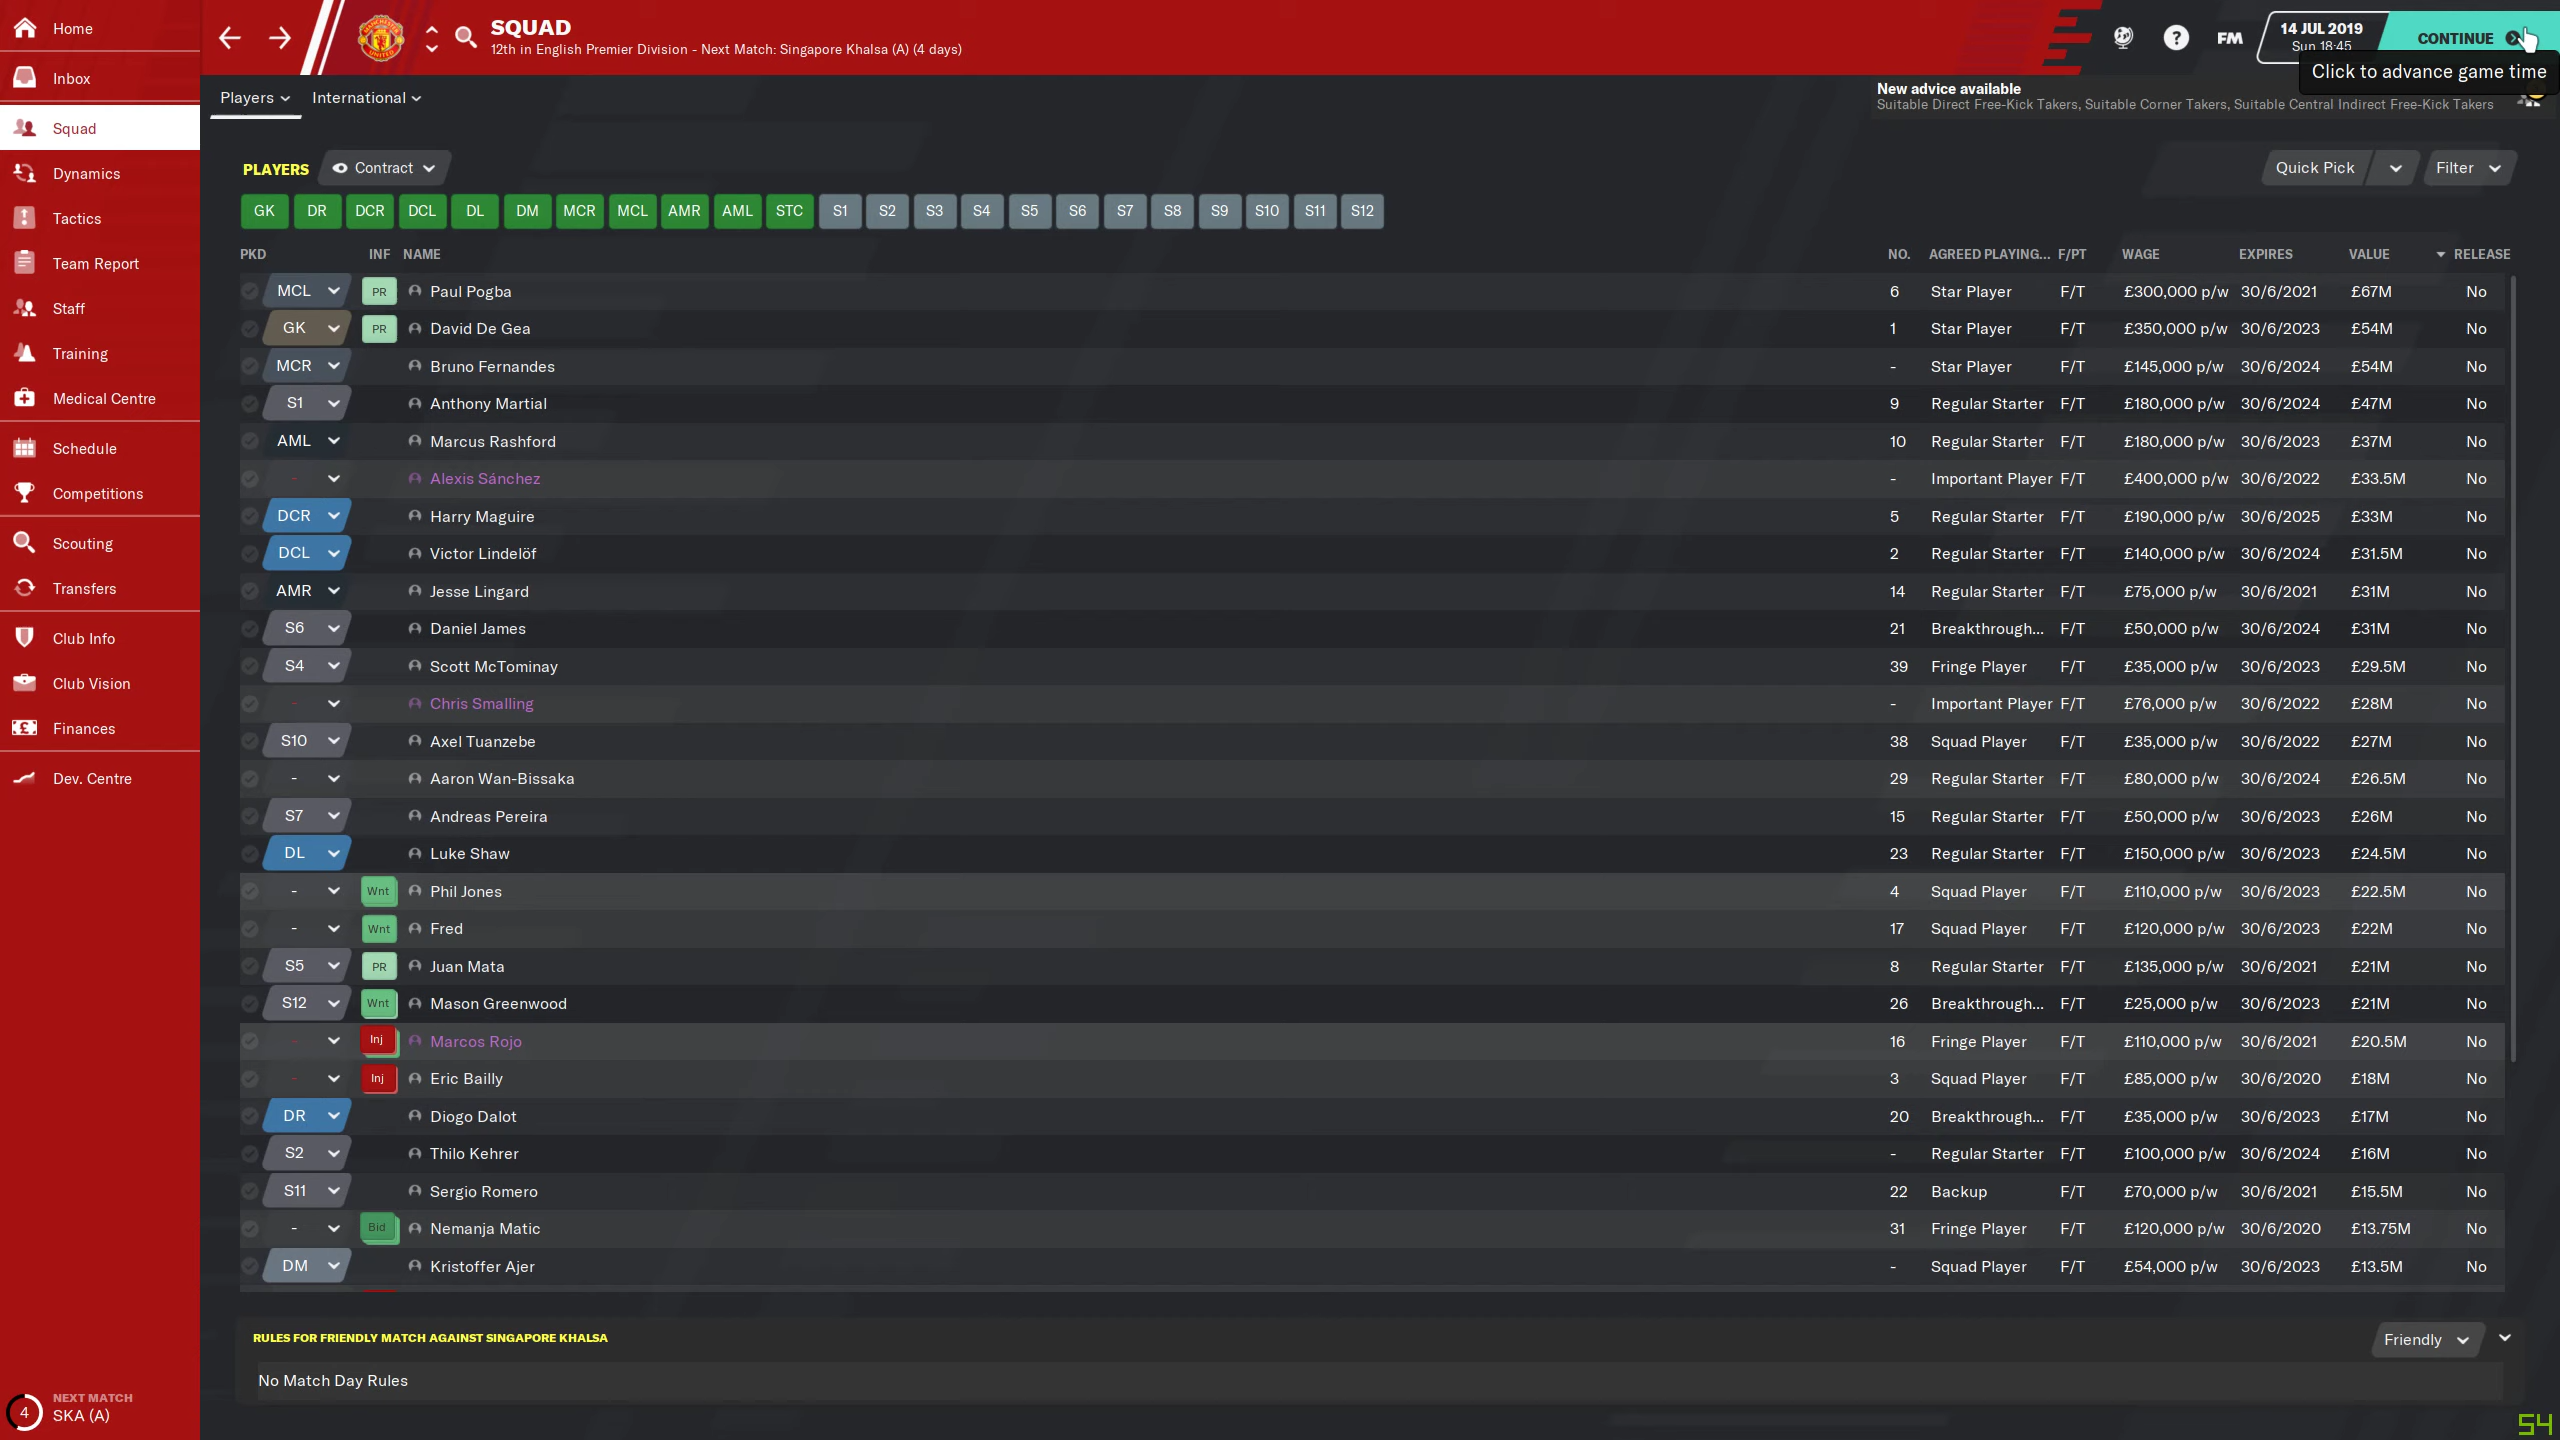 Home
Inbox
Squad
Dynamics
Tactics
Team Report
Staff
Training
Medical Centre
Schedule
Competitions
Scouting
Transfers
Club Info
Club Vision
Finances
Dev. Centre
4 NEXT MATCH
SKA (A)
SQUAD
12th in English Premier Division - Next Match: Singapore Khalsa (A) (4 days)
FM
14 JUL 2019
Sun 18:45
CONTINUE
Click to advance game time
Players International
New advice available
Suitable Direct Free-Kick Takers, Suitable Corner Takers, Suitable Central Indirect Free-Kick Takers
PLAYERS Contract Quick Pick Filter
GK DR DCR DCL DL DM MCR MCL AMR AML STC S1 S2 S3 S4 S5 S6 S7 S8 S9 S10 S11 S12
PKD INF NAME NO. AGREED PLAYING... F/PT WAGE EXPIRES VALUE RELEASE
MCL PR Paul Pogba 6 Star Player F/T £300,000 p/w 30/6/2021 £67M No
GK PR David De Gea 1 Star Player F/T £350,000 p/w 30/6/2023 £54M No
MCR Bruno Fernandes - Star Player F/T £145,000 p/w 30/6/2024 £54M No
S1 Anthony Martial 9 Regular Starter F/T £180,000 p/w 30/6/2024 £47M No
AML Marcus Rashford 10 Regular Starter F/T £180,000 p/w 30/6/2023 £37M No
- Alexis Sánchez - Important Player F/T £400,000 p/w 30/6/2022 £33.5M No
DCR Harry Maguire 5 Regular Starter F/T £190,000 p/w 30/6/2025 £33M No
DCL Victor Lindelöf 2 Regular Starter F/T £140,000 p/w 30/6/2024 £31.5M No
AMR Jesse Lingard 14 Regular Starter F/T £75,000 p/w 30/6/2021 £31M No
S6 Daniel James 21 Breakthrough... F/T £50,000 p/w 30/6/2024 £31M No
S4 Scott McTominay 39 Fringe Player F/T £35,000 p/w 30/6/2023 £29.5M No
- Chris Smalling - Important Player F/T £76,000 p/w 30/6/2022 £28M No
S10 Axel Tuanzebe 38 Squad Player F/T £35,000 p/w 30/6/2022 £27M No
- Aaron Wan-Bissaka 29 Regular Starter F/T £80,000 p/w 30/6/2024 £26.5M No
S7 Andreas Pereira 15 Regular Starter F/T £50,000 p/w 30/6/2023 £26M No
DL Luke Shaw 23 Regular Starter F/T £150,000 p/w 30/6/2023 £24.5M No
- Wnt Phil Jones 4 Squad Player F/T £110,000 p/w 30/6/2023 £22.5M No
- Wnt Fred 17 Squad Player F/T £120,000 p/w 30/6/2023 £22M No
S5 PR Juan Mata 8 Regular Starter F/T £135,000 p/w 30/6/2021 £21M No
S12 Wnt Mason Greenwood 26 Breakthrough... F/T £25,000 p/w 30/6/2023 £21M No
- Inj Marcos Rojo 16 Fringe Player F/T £110,000 p/w 30/6/2021 £20.5M No
- Inj Eric Bailly 3 Squad Player F/T £85,000 p/w 30/6/2020 £18M No
DR Diogo Dalot 20 Breakthrough... F/T £35,000 p/w 30/6/2023 £17M No
S2 Thilo Kehrer - Regular Starter F/T £100,000 p/w 30/6/2024 £16M No
S11 Sergio Romero 22 Backup F/T £70,000 p/w 30/6/2021 £15.5M No
- Bid Nemanja Matic 31 Fringe Player F/T £120,000 p/w 30/6/2020 £13.75M No
DM Kristoffer Ajer - Squad Player F/T £54,000 p/w 30/6/2023 £13.5M No
RULES FOR FRIENDLY MATCH AGAINST SINGAPORE KHALSA Friendly
No Match Day Rules
54